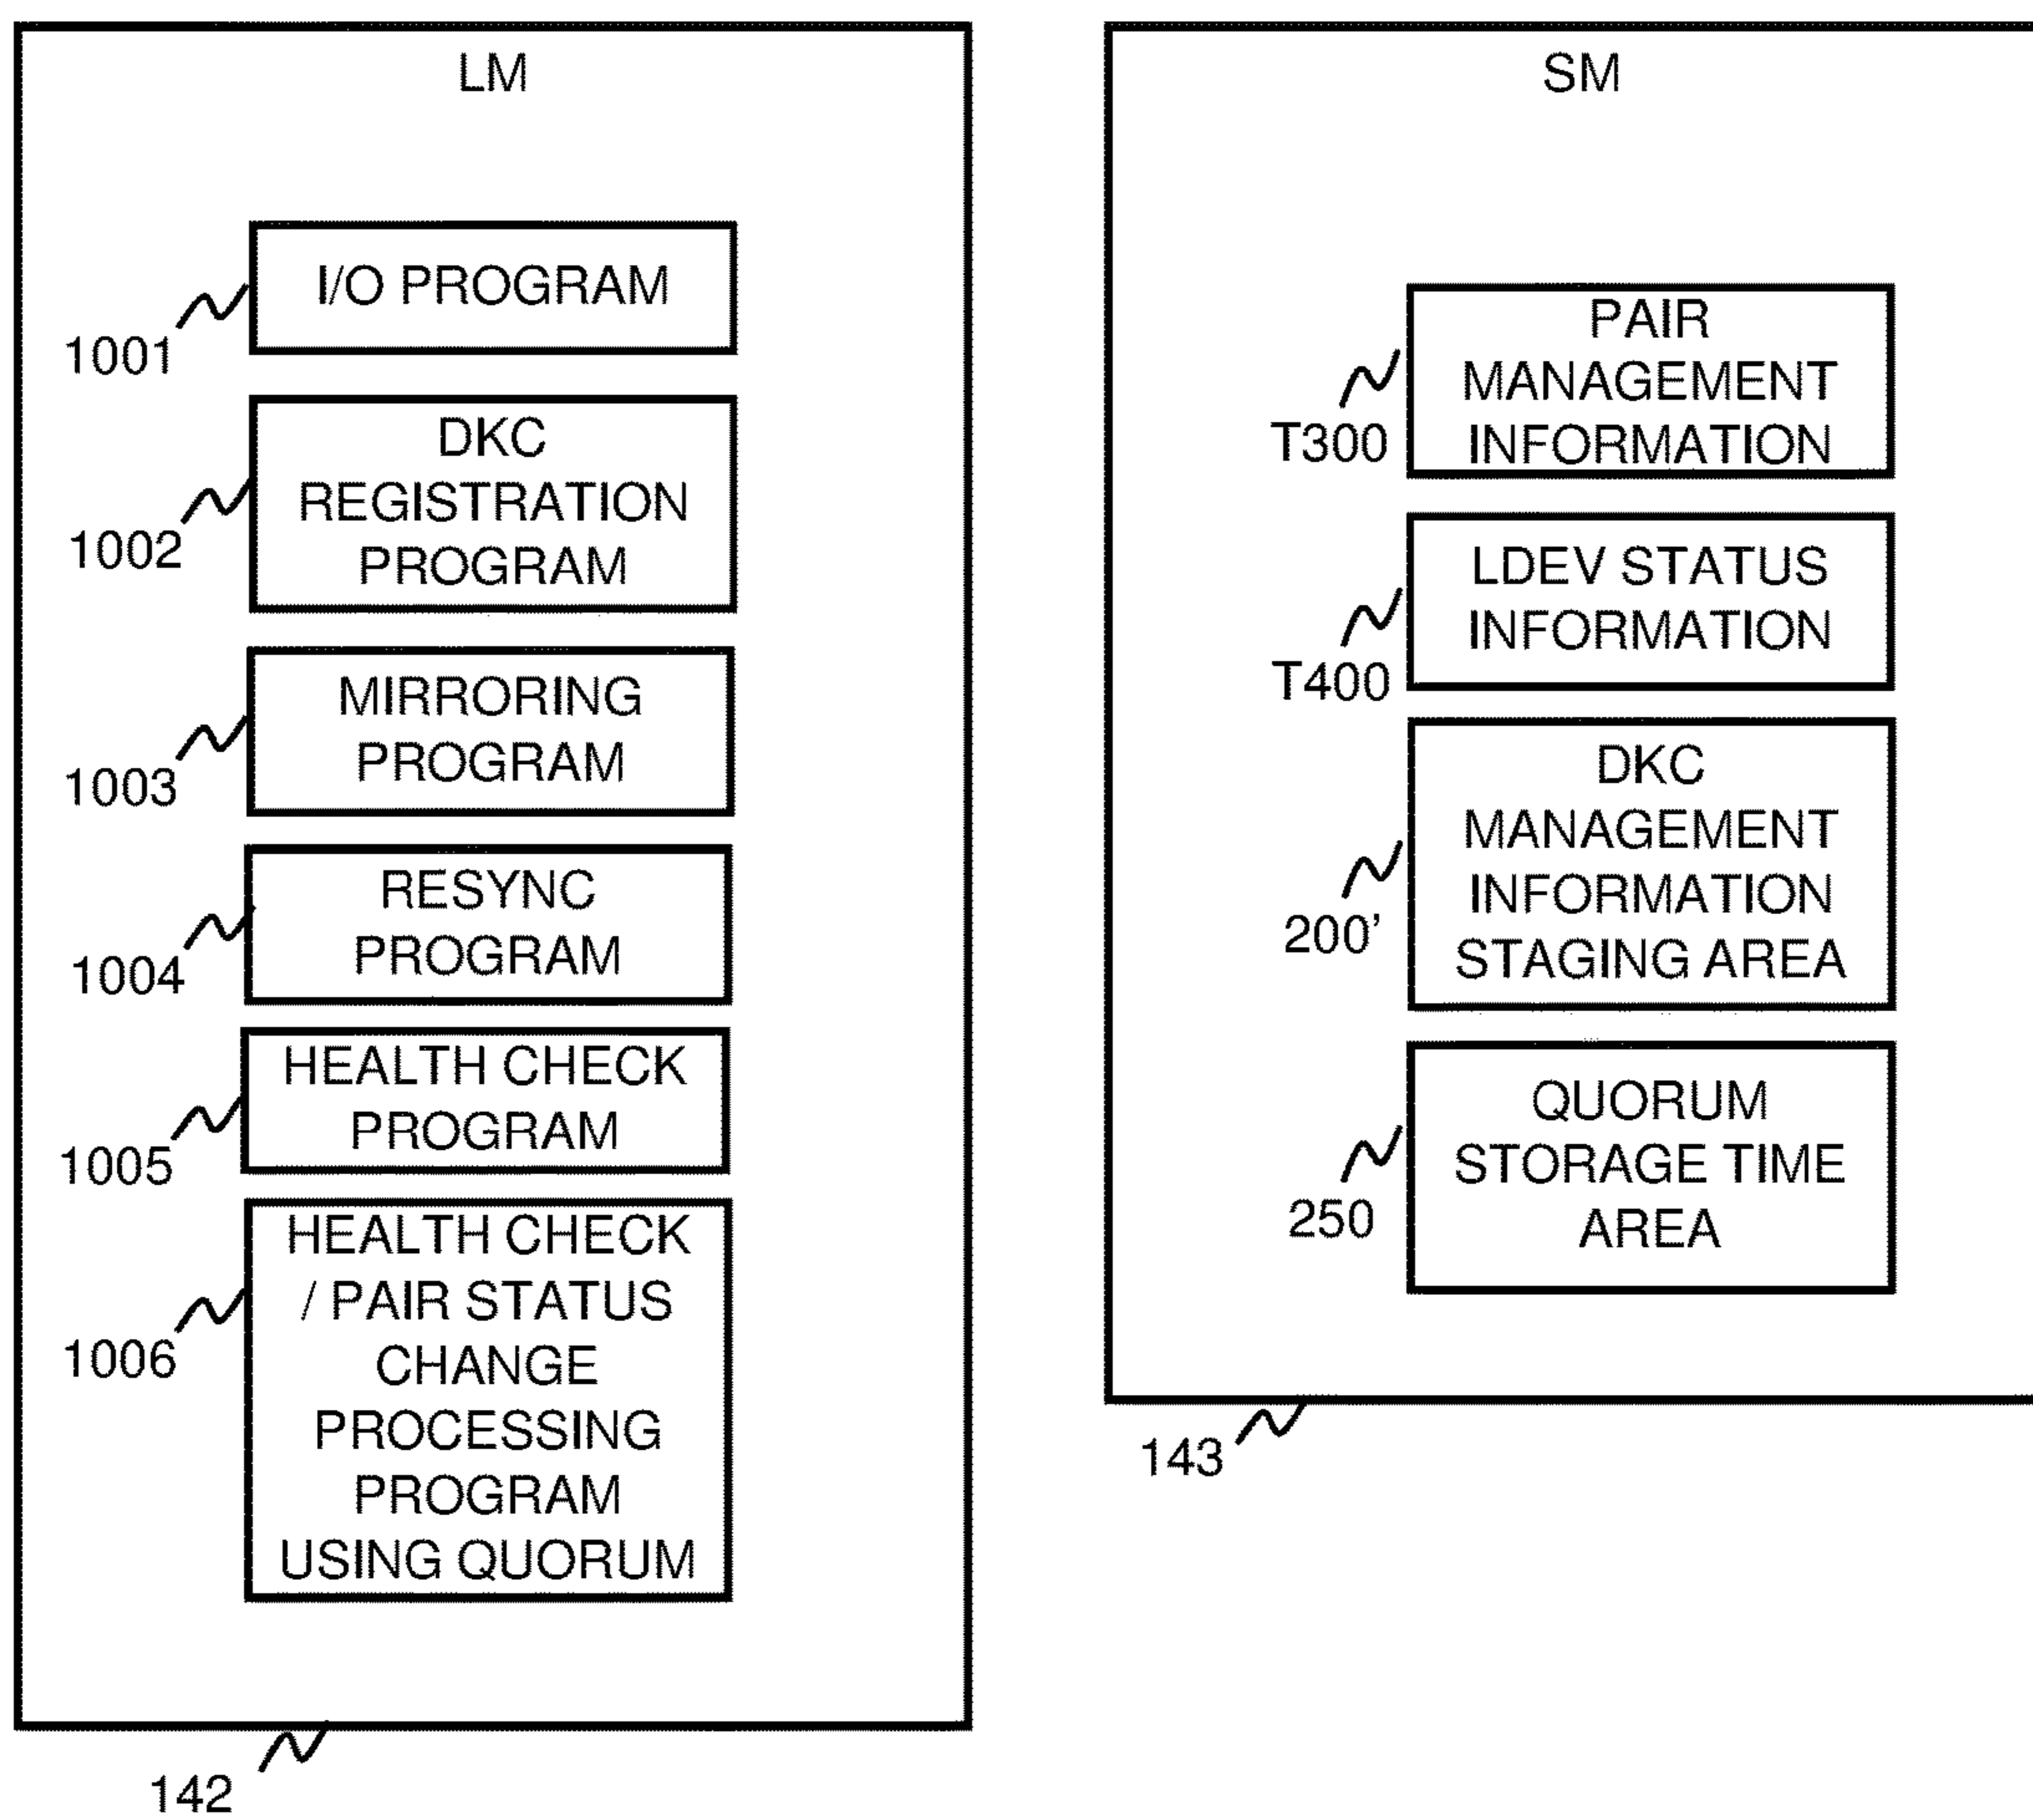 LM
I/O PROGRAM
1001
DKC
REGISTRATION
PROGRAM
1002
MIRRORING
PROGRAM
1003
RESYNC
PROGRAM
1004
HEALTH CHECK
PROGRAM
1005
HEALTH CHECK
/ PAIR STATUS
CHANGE
PROCESSING
PROGRAM
USING QUORUM
1006
142
SM
PAIR
MANAGEMENT
INFORMATION
T300
LDEV STATUS
INFORMATION
T400
DKC
MANAGEMENT
INFORMATION
STAGING AREA
200'
QUORUM
STORAGE TIME
AREA
250
143